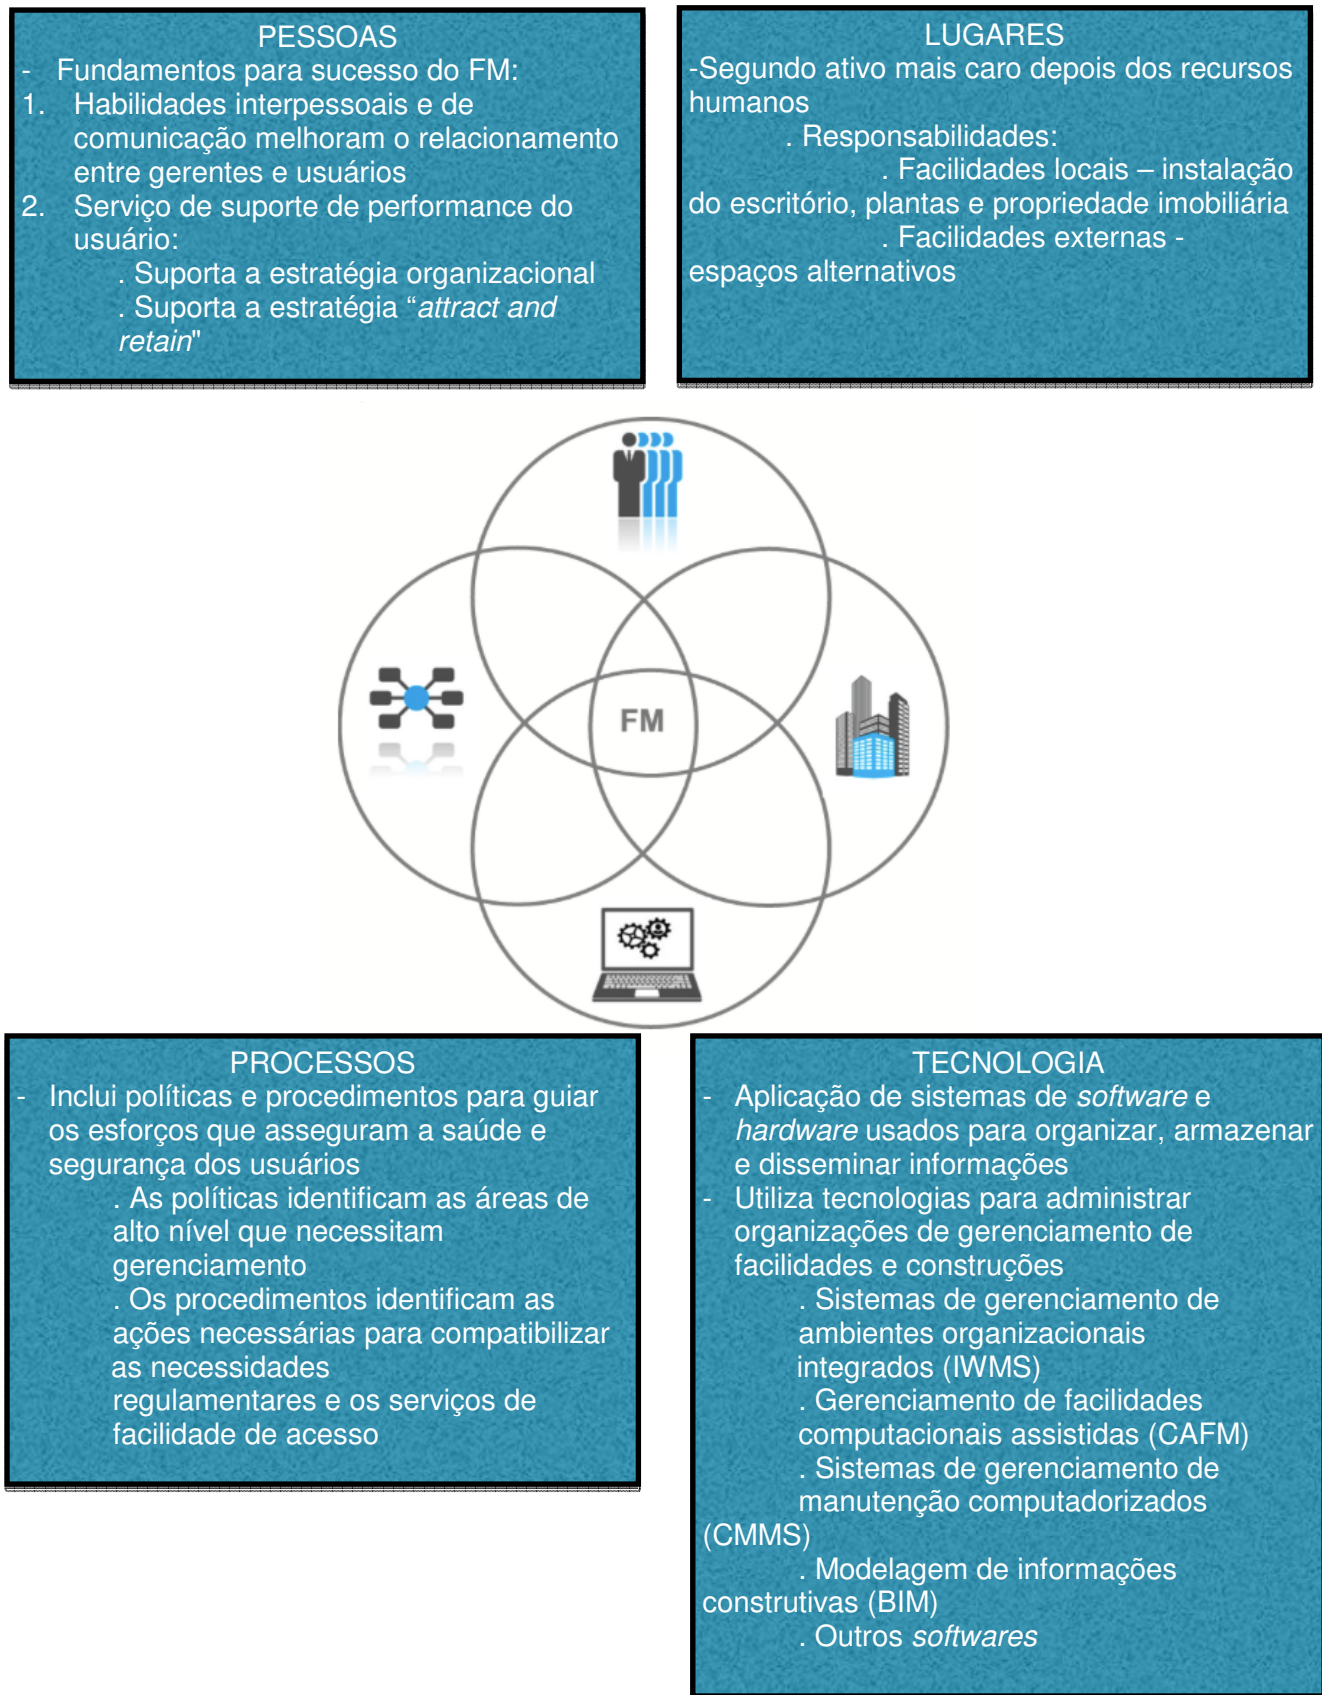 PESSOAS
- Fundamentos para sucesso do FM:
1. Habilidades interpessoais e de
comunicação melhoram o relacionamento
entre gerentes e usuários
2. Serviço de suporte de performance do
usuário:
. Suporta a estratégia organizacional
. Suporta a estratégia “attract and
retain"
LUGARES
-Segundo ativo mais caro depois dos recursos
humanos
. Responsabilidades:
. Facilidades locais – instalação
do escritório, plantas e propriedade imobiliária
. Facilidades externas -
espaços alternativos
FM
PROCESSOS
- Inclui políticas e procedimentos para guiar
os esforços que asseguram a saúde e
segurança dos usuários
. As políticas identificam as áreas de
alto nível que necessitam
gerenciamento
. Os procedimentos identificam as
ações necessárias para compatibilizar
as necessidades
regulamentares e os serviços de
facilidade de acesso
TECNOLOGIA
- Aplicação de sistemas de software e
hardware usados para organizar, armazenar
e disseminar informações
- Utiliza tecnologias para administrar
organizações de gerenciamento de
facilidades e construções
. Sistemas de gerenciamento de
ambientes organizacionais
integrados (IWMS)
. Gerenciamento de facilidades
computacionais assistidas (CAFM)
. Sistemas de gerenciamento de
manutenção computadorizados
(CMMS)
. Modelagem de informações
construtivas (BIM)
. Outros softwares